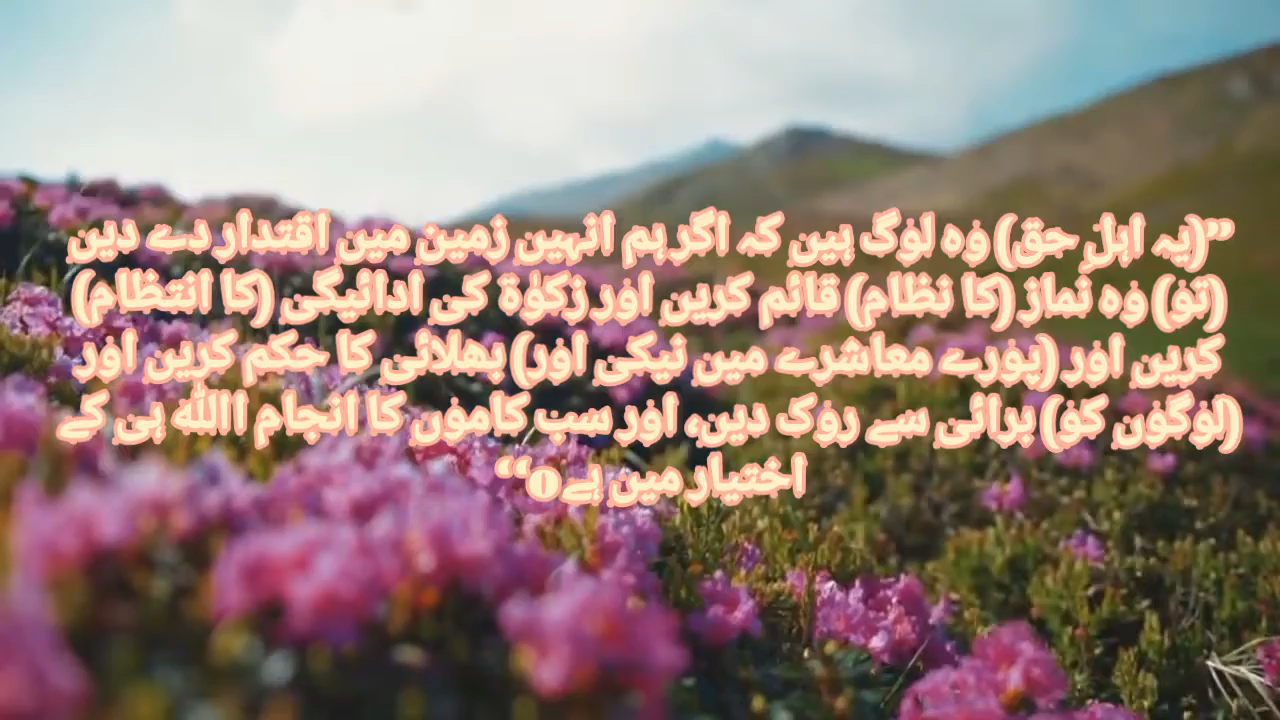 ”(یہ اہلِ حق) وہ لوگ ہیں کہ اگر ہم انہیں زمین میں اقتدار دے دیں
(تو) وہ نماز (کا نظام) قائم کریں اور زکوٰۃ کی ادائیگی (کا انتظام)
کریں اور (پورے معاشرے میں نیکی اور) بھلائی کا حکم کریں اور
(لوگوں کو) برائی سے روک دیں، اور سب کاموں کا انجام اﷲ ہی کے
اختیار میں ہےo‘‘